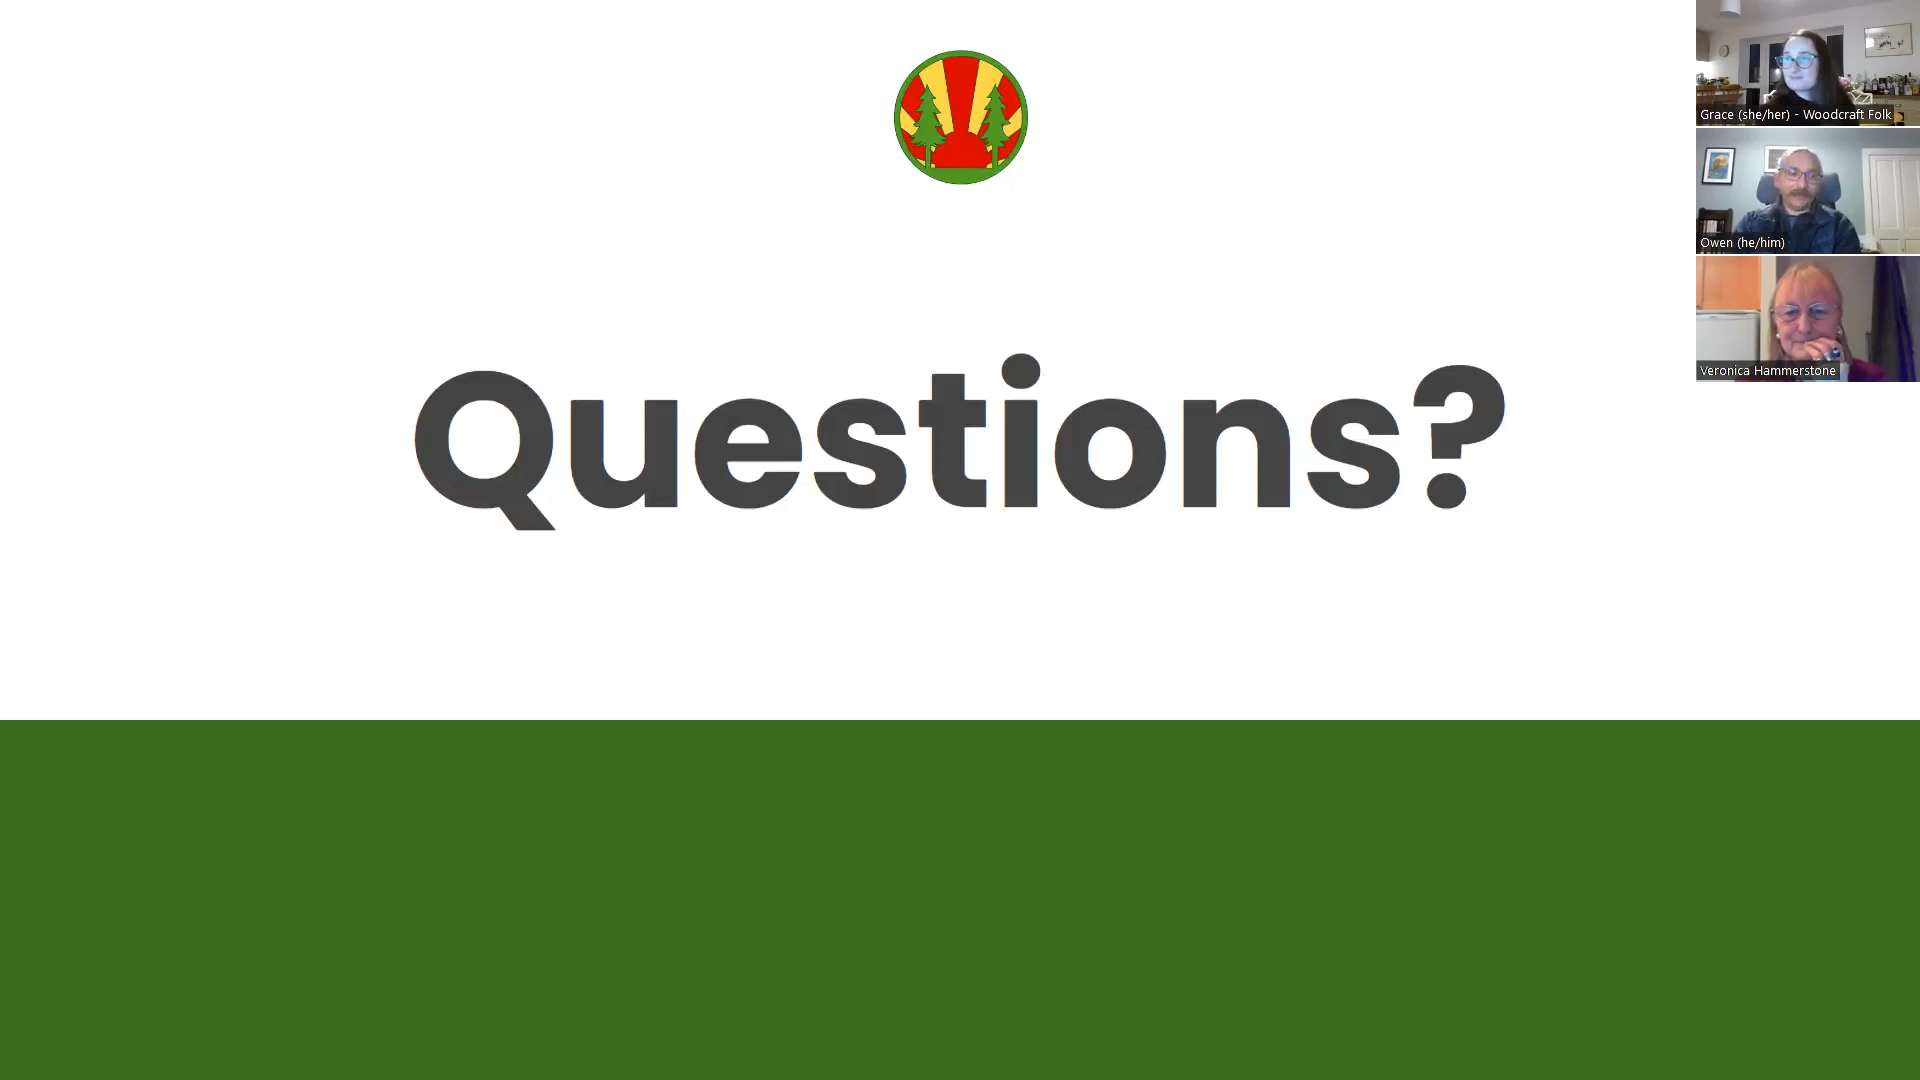 Questions?
Grace (she/her) - Woodcraft Folk
Owen (he/him)
Veronica Hammerstone